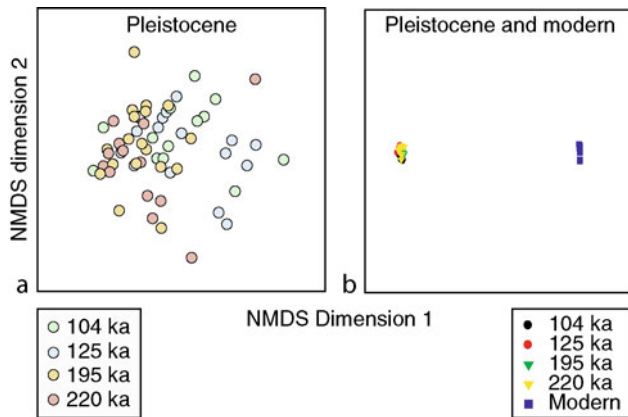 Pleistocene
Pleistocene and modern
NMDS dimension 2
a
b
NMDS Dimension 1
104 ka
125 ka
195 ka
220 ka
104 ka
125 ka
195 ka
220 ka
Modern